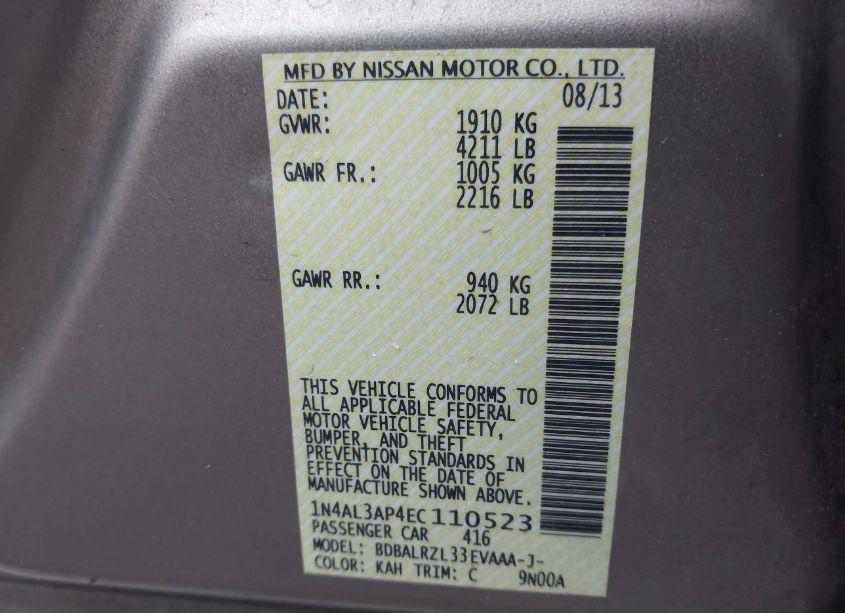 MFD BY NISSAN MOTOR CO., LTD.
DATE: 08/13
GVWR: 1910 KG
4211 LB
GAWR FR.: 1005 KG
2216 LB
GAWR RR.: 940 KG
2072 LB
THIS VEHICLE CONFORMS TO
ALL APPLICABLE FEDERAL
MOTOR VEHICLE SAFETY,
BUMPER, AND THEFT
PREVENTION STANDARDS IN
EFFECT ON THE DATE OF
MANUFACTURE SHOWN ABOVE.
1N4AL3AP4EC110523
PASSENGER CAR 416
MODEL: BDBALRZL33EVAAA-J-
COLOR: KAH TRIM: C 9N00A